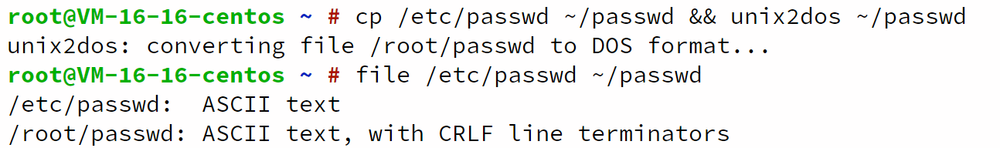 root@VM-16-16-centos ~ # cp /etc/passwd ~/passwd && unix2dos ~/passwd
unix2dos: converting file /root/passwd to DOS format...
root@VM-16-16-centos ~ # file /etc/passwd ~/passwd
/etc/passwd:  ASCII text
/root/passwd: ASCII text, with CRLF line terminators